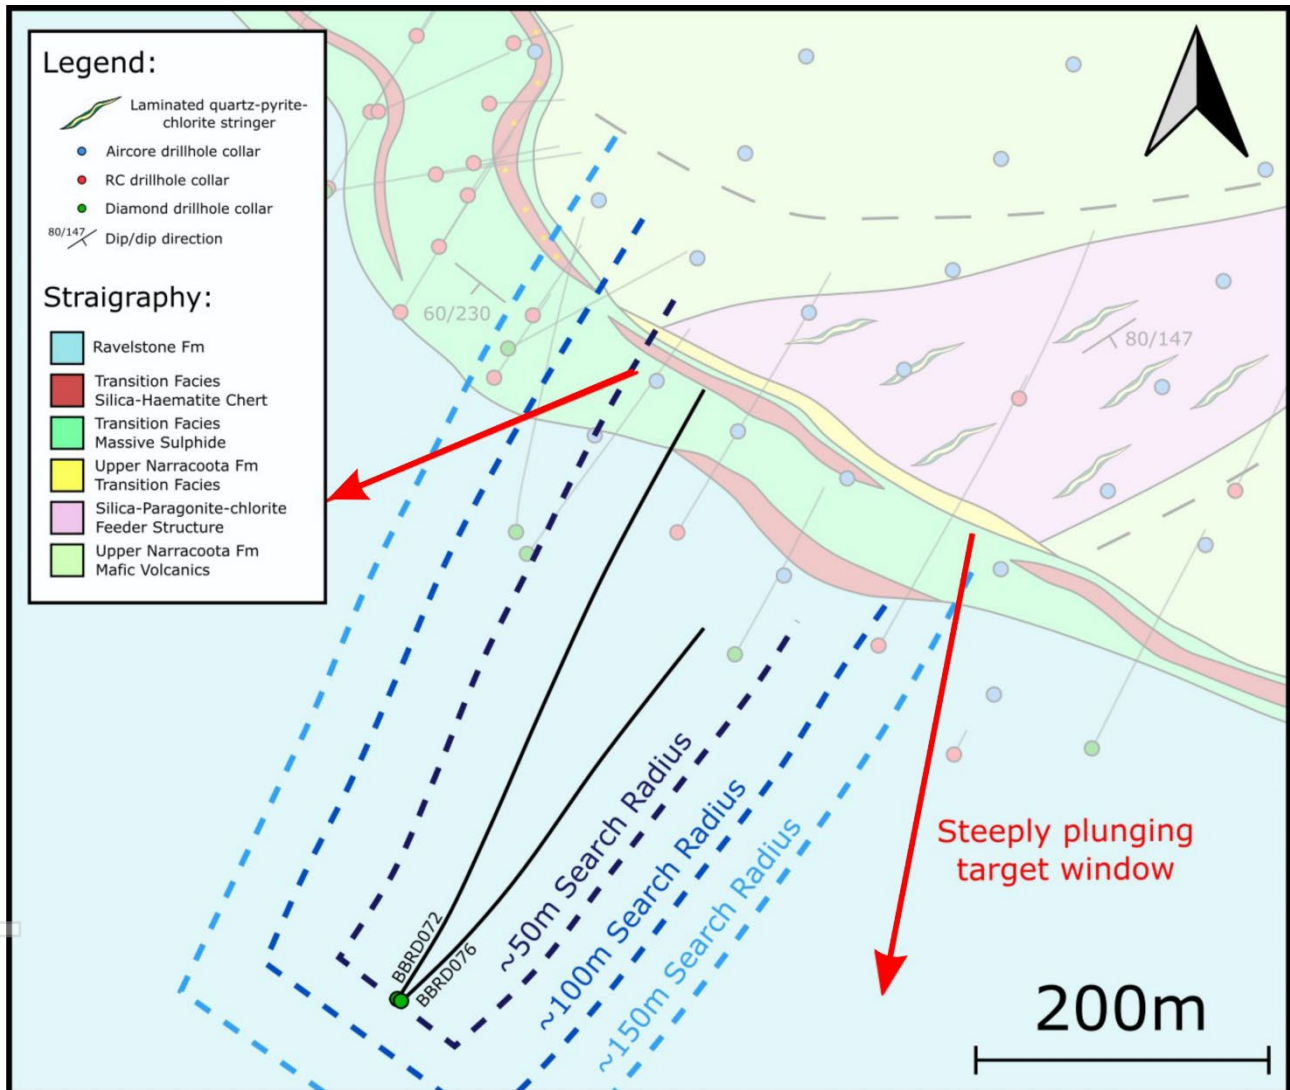 Legend:
Laminated quartz-pyrite-
chlorite stringer
Aircore drillhole collar
RC drillhole collar
Diamond drillhole collar
80/147
Dip/dip direction
Straigraphy:
Ravelstone Fm
Transition Facies
Silica-Haematite Chert
Transition Facies
Massive Sulphide
Upper Narracoota Fm
Transition Facies
Silica-Paragonite-chlorite
Feeder Structure
Upper Narracoota Fm
Mafic Volcanics
60/230
80/147
BBRD072
BBRD076
~50m Search Radius
~100m Search Radius
~150m Search Radius
Steeply plunging
target window
200m